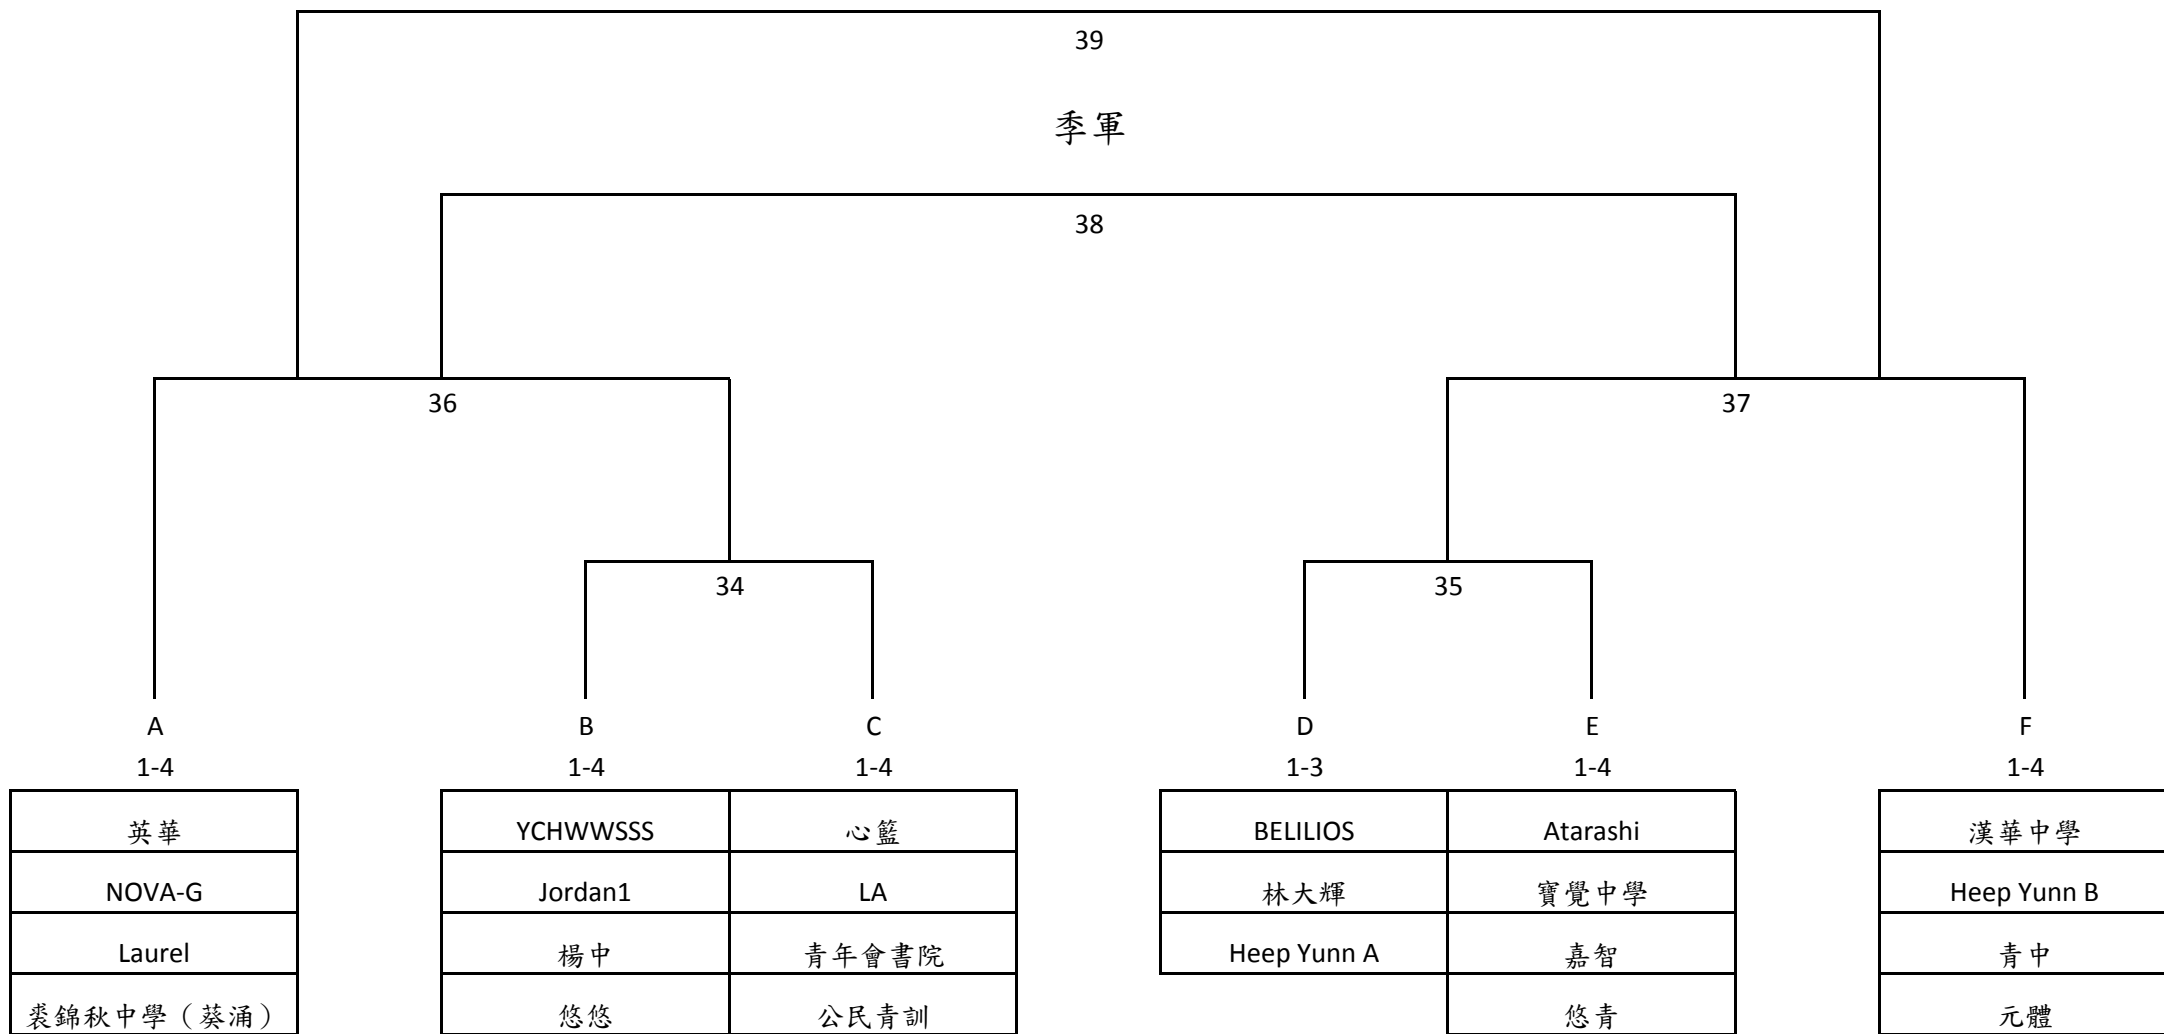 39
季軍
38
36
37
34
35
A
B
C
D
E
F
1-4
1-4
1-4
1-3
1-4
1-4
英華
YCHWWSSS
心籃
BELILIOS
Atarashi
漢華中學
NOVA-G
Jordan1
LA
林大輝
寶覺中學
Heep Yunn B
Laurel
楊中
青年會書院
Heep Yunn A
嘉智
青中
裘錦秋中學（葵涌）
悠悠
公民青訓
悠青
元體